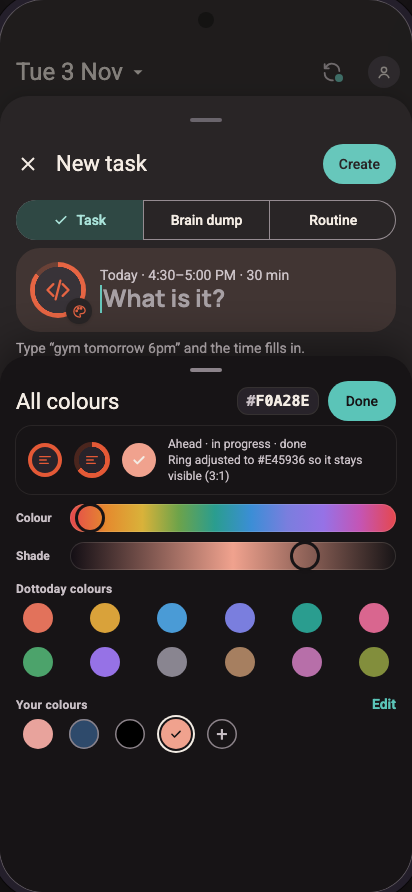 Tue 3 Nov
New task
Create
Task
Brain dump
Routine
Today · 4:30–5:00 PM · 30 min
What is it?
Type “gym tomorrow 6pm” and the time fills in.
All colours
#F0A28E
Done
Ahead · in progress · done
Ring adjusted to #E45936 so it stays
visible (3:1)
Colour
Shade
Dottoday colours
Your colours
Edit